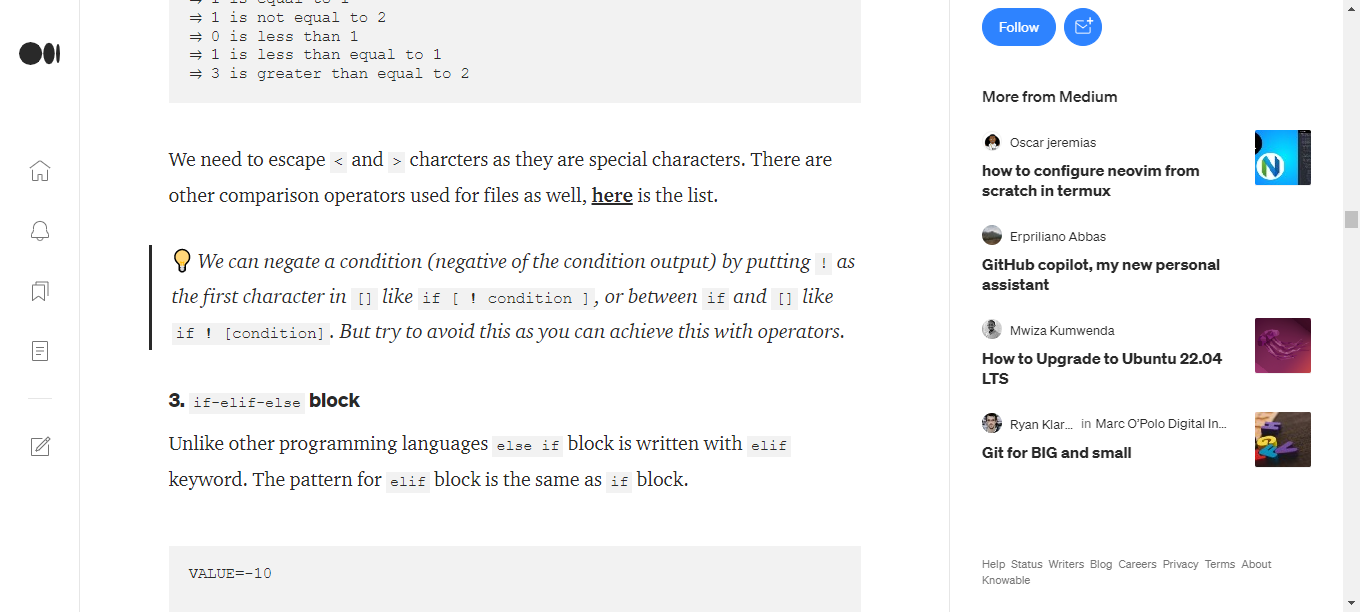 ⇒ 1 is equal to 1
⇒ 1 is not equal to 2
⇒ 0 is less than 1
⇒ 1 is less than equal to 1
⇒ 3 is greater than equal to 2
We need to escape < and > charcters as they are special characters. There are
other comparison operators used for files as well, here is the list.
💡 We can negate a condition (negative of the condition output) by putting ! as
the first character in [] like if [ ! condition ], or between if and [] like
if ! [condition]. But try to avoid this as you can achieve this with operators.
3. if-elif-else block
Unlike other programming languages else if block is written with elif
keyword. The pattern for elif block is the same as if block.
VALUE=-10
Follow
More from Medium
Oscar jeremias
how to configure neovim from
scratch in termux
Erpriliano Abbas
GitHub copilot, my new personal
assistant
Mwiza Kumwenda
How to Upgrade to Ubuntu 22.04
LTS
Ryan Klar... in Marc O'Polo Digital In...
Git for BIG and small
Help Status Writers Blog Careers Privacy Terms About
Knowable